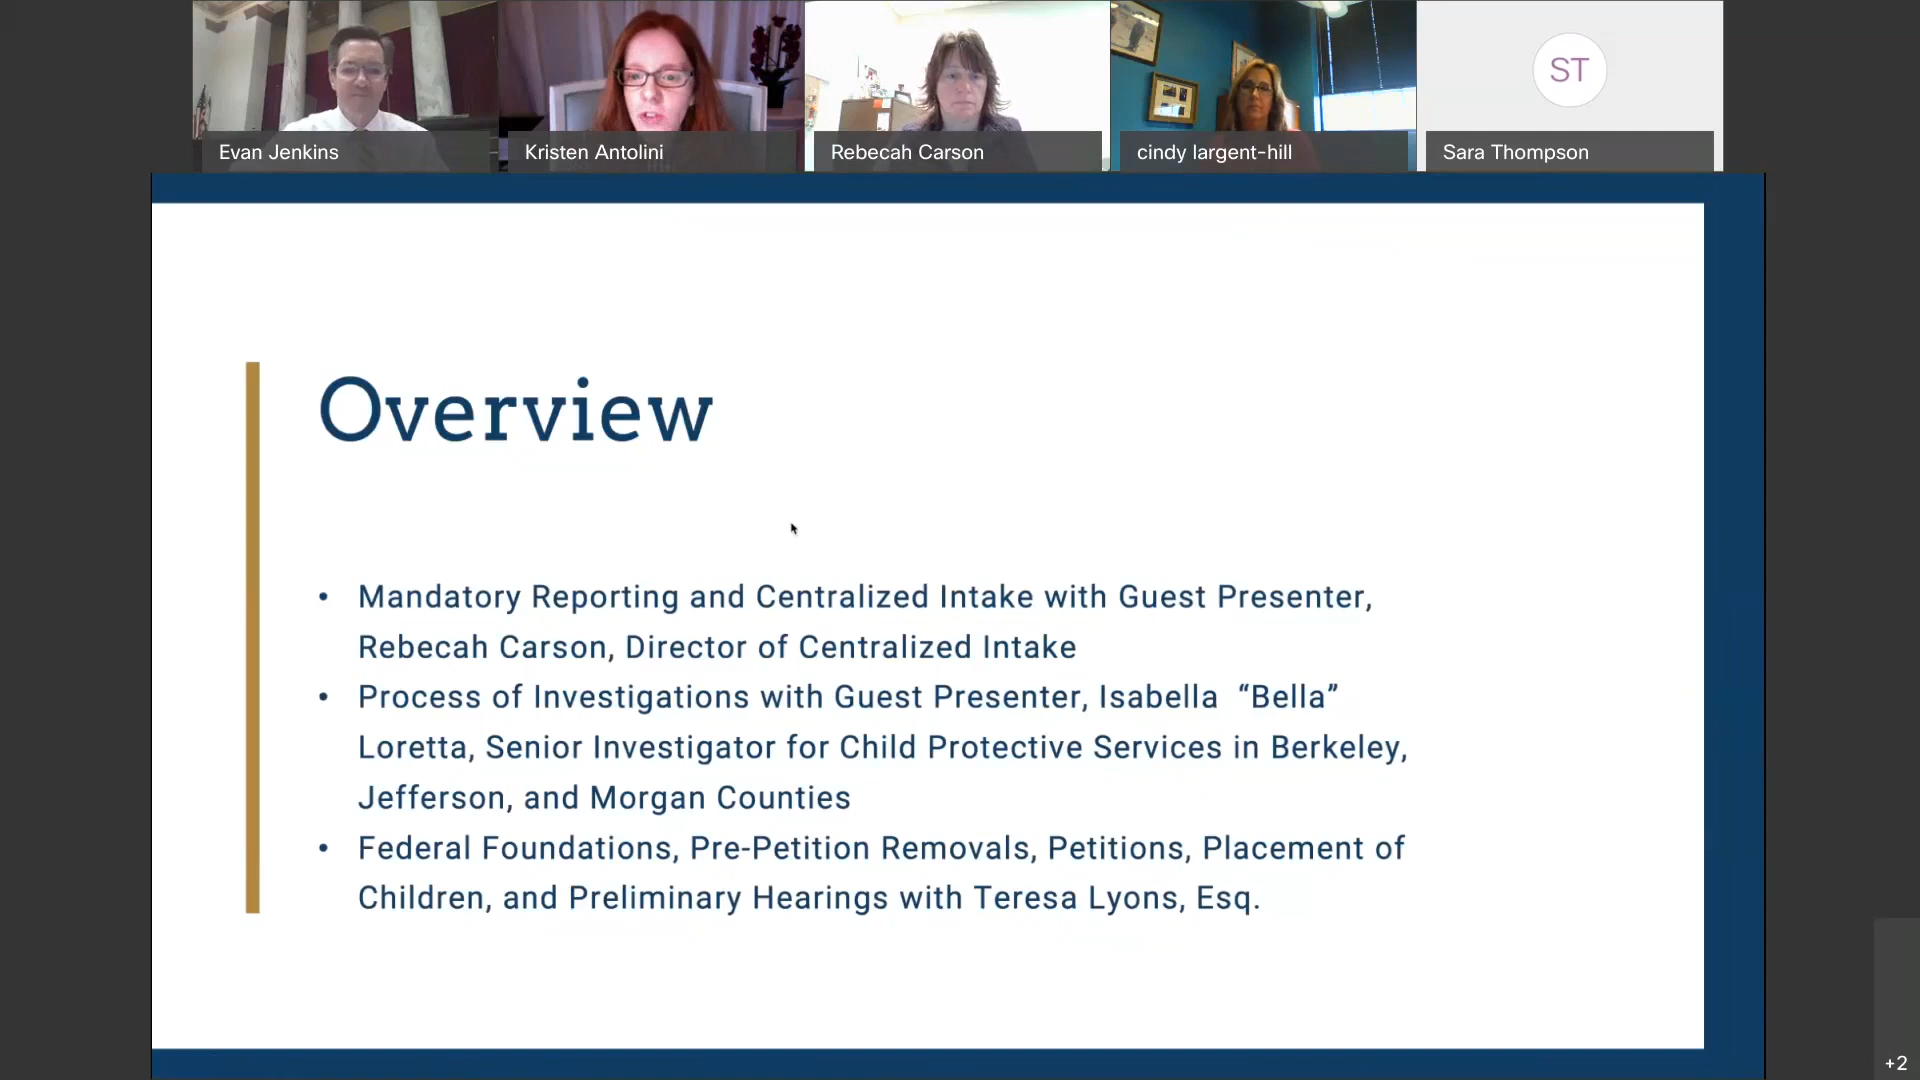 Evan Jenkins
Kristen Antolini
Rebecah Carson
cindy largent-hill
ST
Sara Thompson
Overview
• Mandatory Reporting and Centralized Intake with Guest Presenter,
Rebecah Carson, Director of Centralized Intake
• Process of Investigations with Guest Presenter, Isabella “Bella”
Loretta, Senior Investigator for Child Protective Services in Berkeley,
Jefferson, and Morgan Counties
• Federal Foundations, Pre-Petition Removals, Petitions, Placement of
Children, and Preliminary Hearings with Teresa Lyons, Esq.
+2